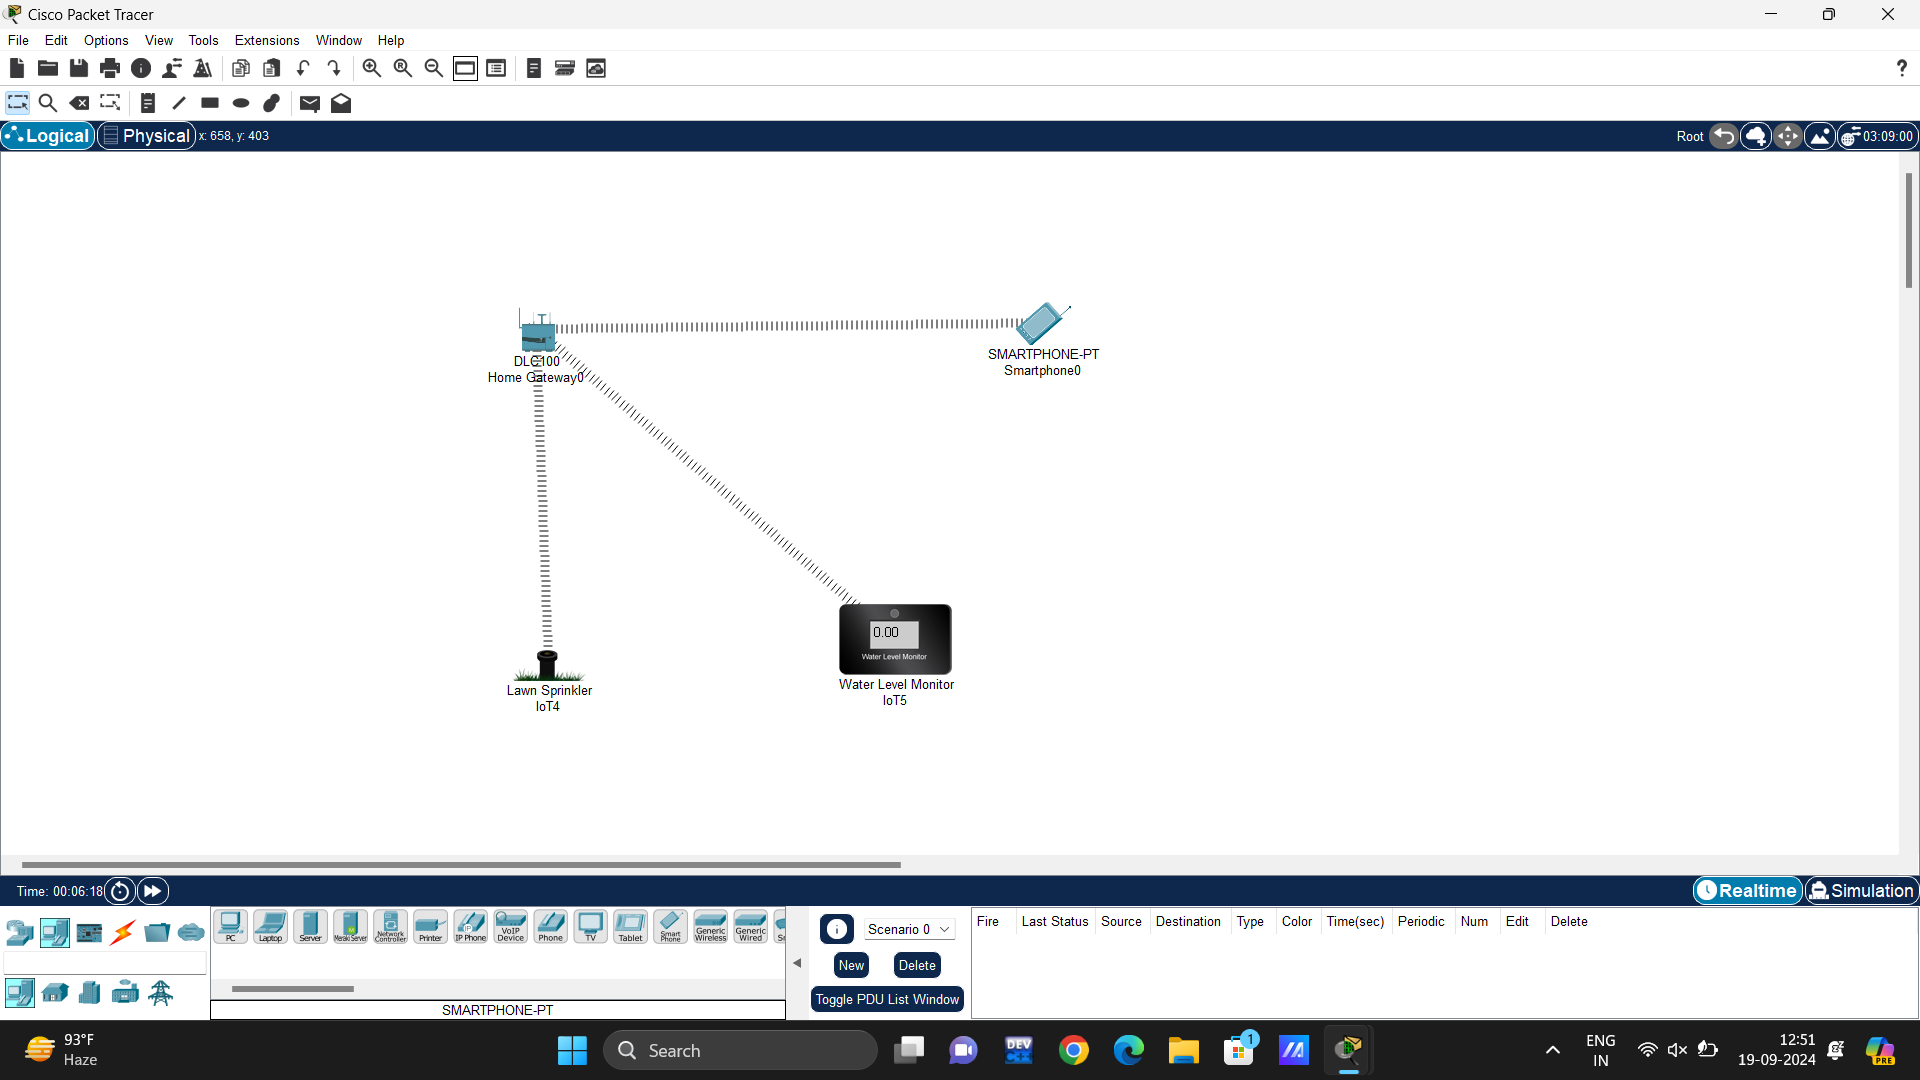 Cisco Packet Tracer
File Edit Options View Tools Extensions Window Help
Logical Physical x: 658, y: 403 Root 03:09:00
DLC100
Home Gateway0
SMARTPHONE-PT
Smartphone0
0.00
Water Level Monitor
Lawn Sprinkler
IoT4
Water Level Monitor
IoT5
Time: 00:06:18 Realtime Simulation
PC Laptop Server Meraki Server Network Controller Printer IP Phone VoIP Device Phone TV Tablet Smart Phone Generic Wireless Generic Wired
SMARTPHONE-PT
Scenario 0
New Delete
Toggle PDU List Window
Fire Last Status Source Destination Type Color Time(sec) Periodic Num Edit Delete
93°F
Haze
Search
DEV C++
1
ENG
IN
12:51
19-09-2024
PRE